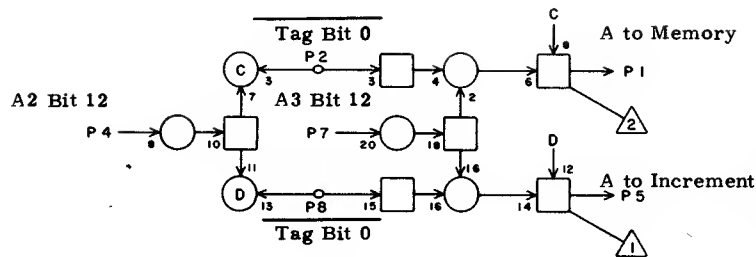 Tag Bit 0
C
A to Memory
P2
C
3
3
4
6
8
P1
7
2
A2 Bit 12
A3 Bit 12
P4
9
10
P7
20
18
2
11
16
D
D
13
P8
15
16
14
12
A to Increment
P5
Tag Bit 0
1